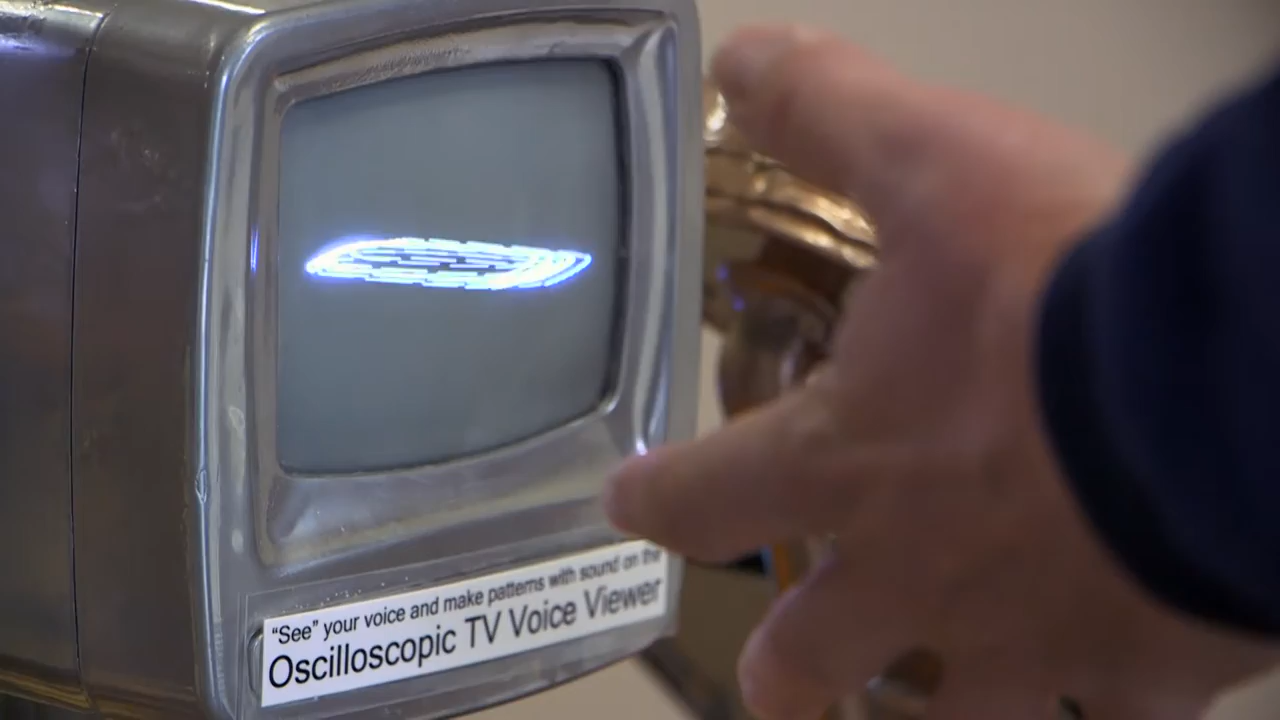 "See" your voice and make patterns with sound on the
Oscilloscopic TV Voice Viewer